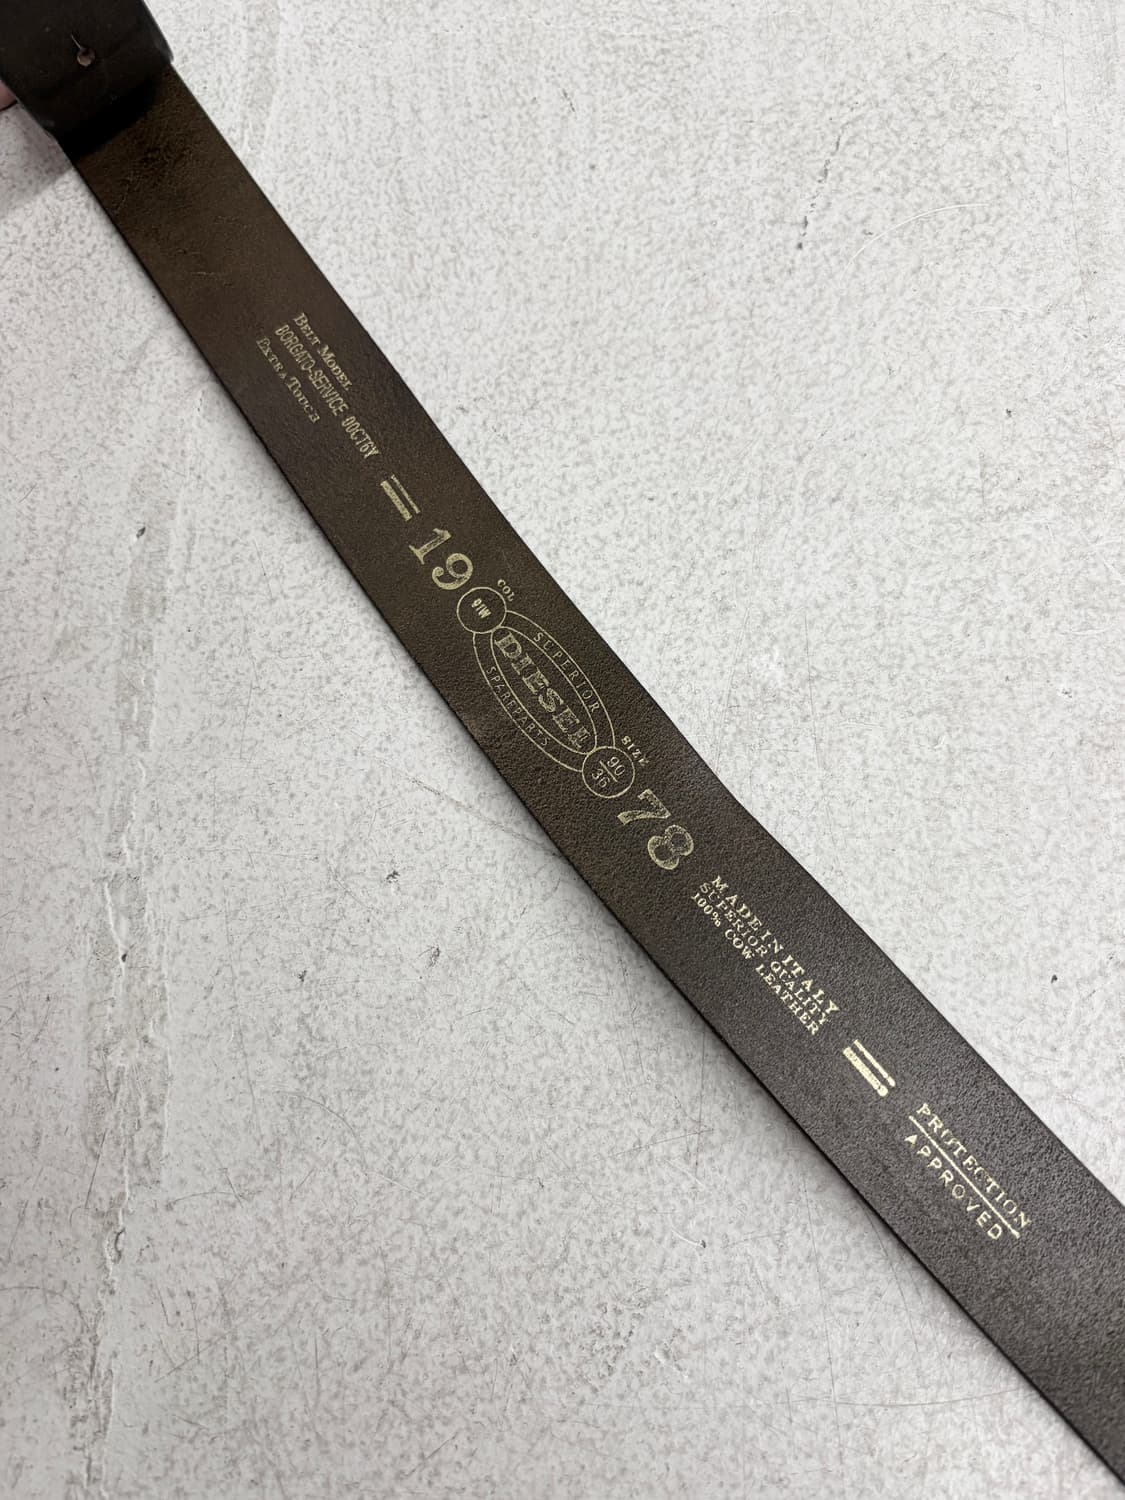 BELT MODEL
BORGATO-SERVICE 00CT6Y
EXTRA TOUCH
19
COL
SUPERIOR
DIESEL
SPAREPARTS
SIZE
90
36
78
MADE IN ITALY
SUPERIOR QUALITY
100% COW LEATHER
PROTECTION
APPROVED